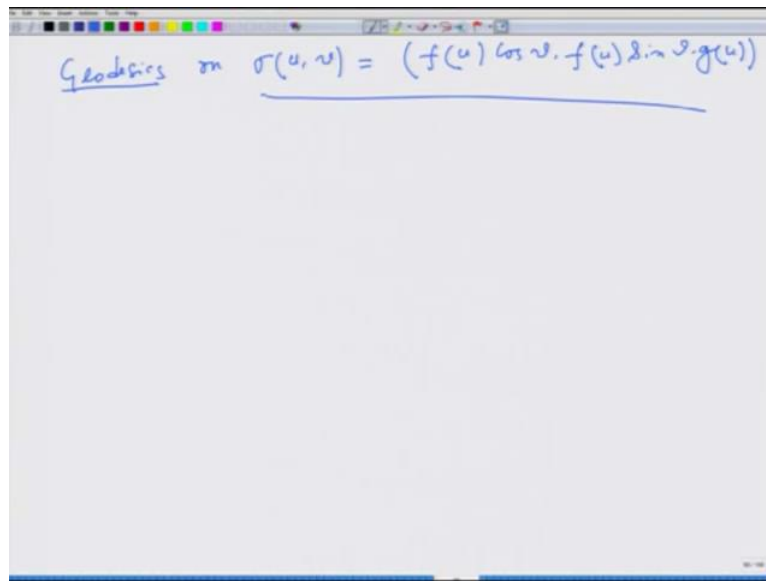 Geodesics on σ(u, v) = (f(u) cos v, f(u) sin v, g(u))